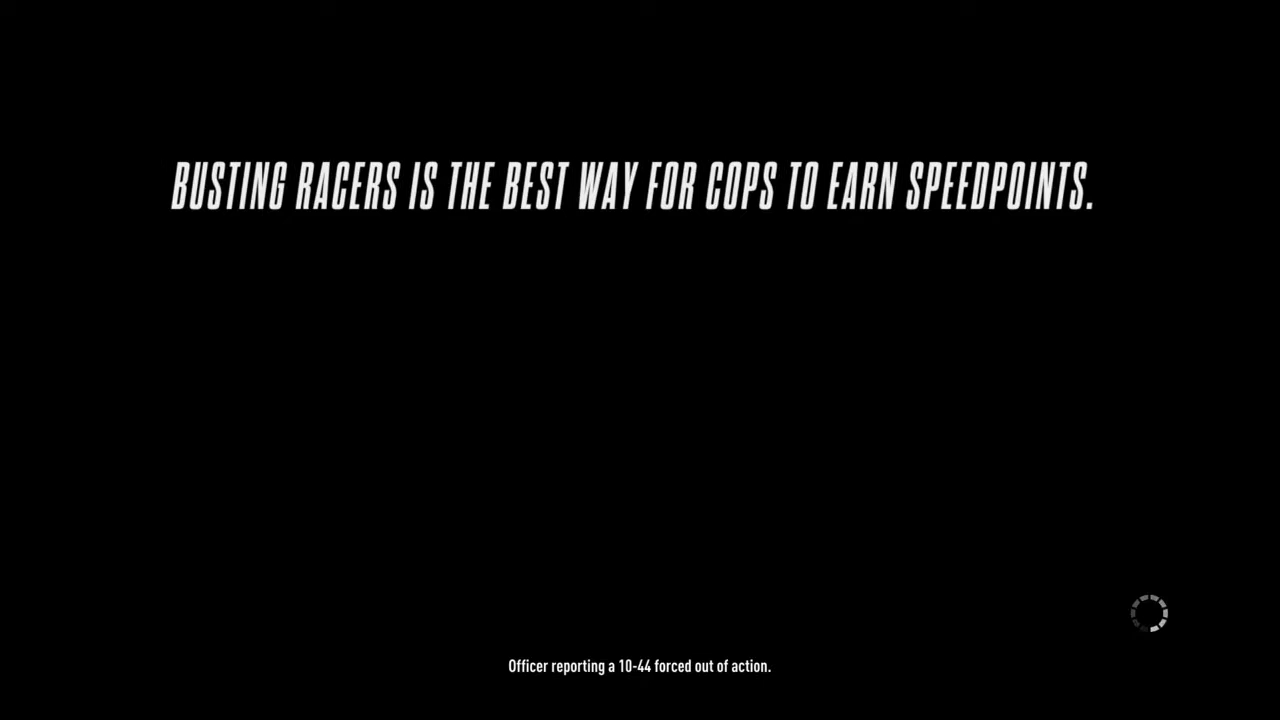 BUSTING RACERS IS THE BEST WAY FOR COPS TO EARN SPEEDPOINTS.
Officer reporting a 10-44 forced out of action.